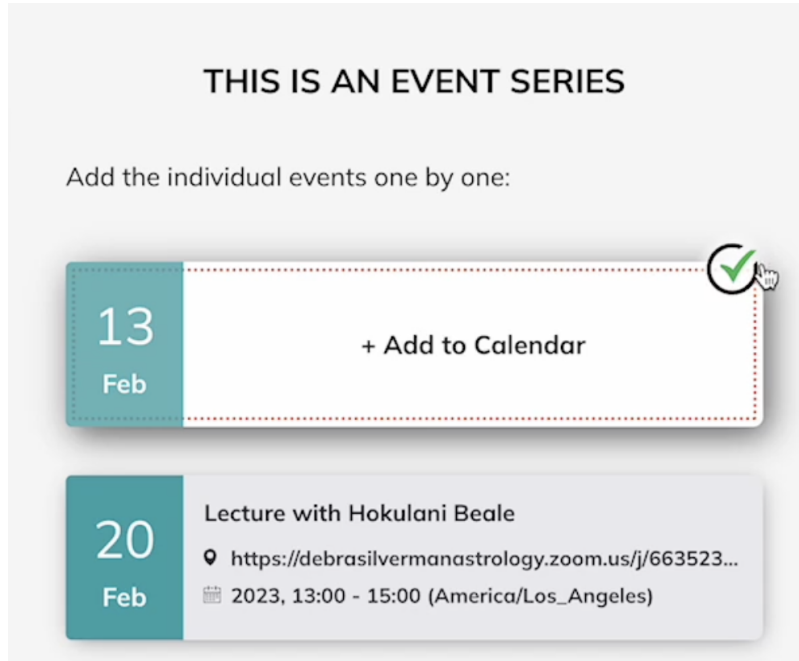 THIS IS AN EVENT SERIES
Add the individual events one by one:
13
Feb
+ Add to Calendar
20
Feb
Lecture with Hokulani Beale
https://debrasilvermanastrology.zoom.us/j/663523...
2023, 13:00 - 15:00 (America/Los_Angeles)